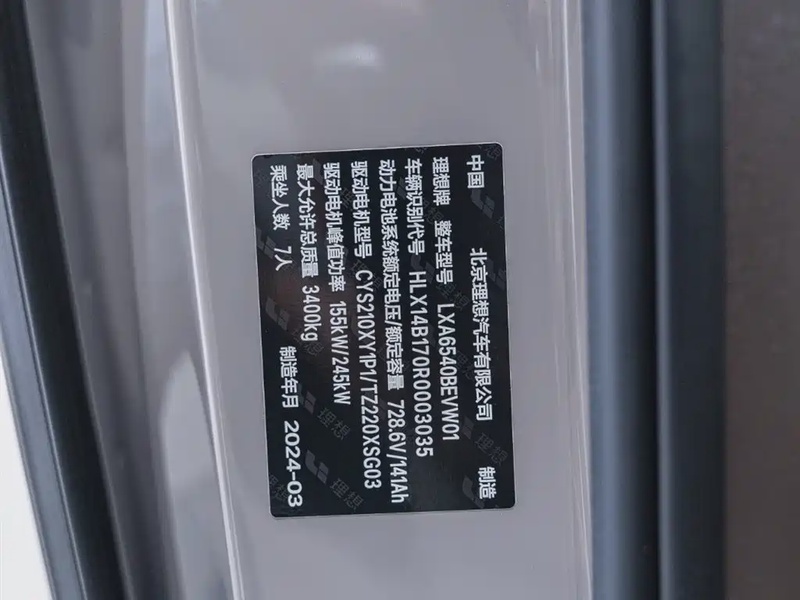 中国 北京理想汽车有限公司 制造
理想牌 整车型号 LXA6540BEVW01
车辆识别代号 HLX14B170R0003035
动力电池系统额定电压/额定容量 728.6V/141Ah
驱动电机型号 CYS210XY1P1/TZ220XSG03
驱动电机峰值功率 155kW/245kW
最大允许总质量 3400kg
乘坐人数 7人 制造年月 2024-03